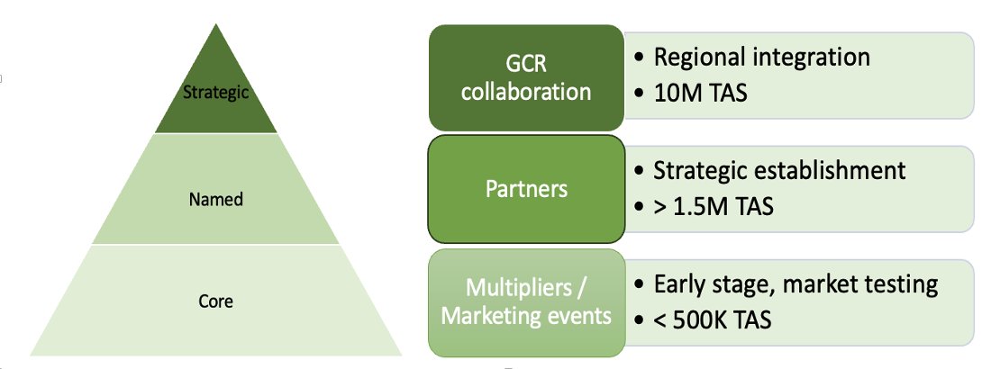 Strategic
Named
Core
GCR
collaboration
• Regional integration
• 10M TAS
Partners
• Strategic establishment
• > 1.5M TAS
Multipliers /
Marketing events
• Early stage, market testing
• < 500K TAS